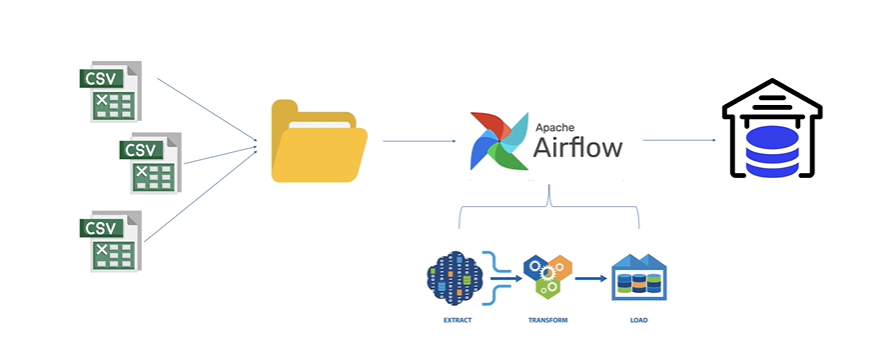 CSV
CSV
CSV
Apache
Airflow
EXTRACT
TRANSFORM
LOAD